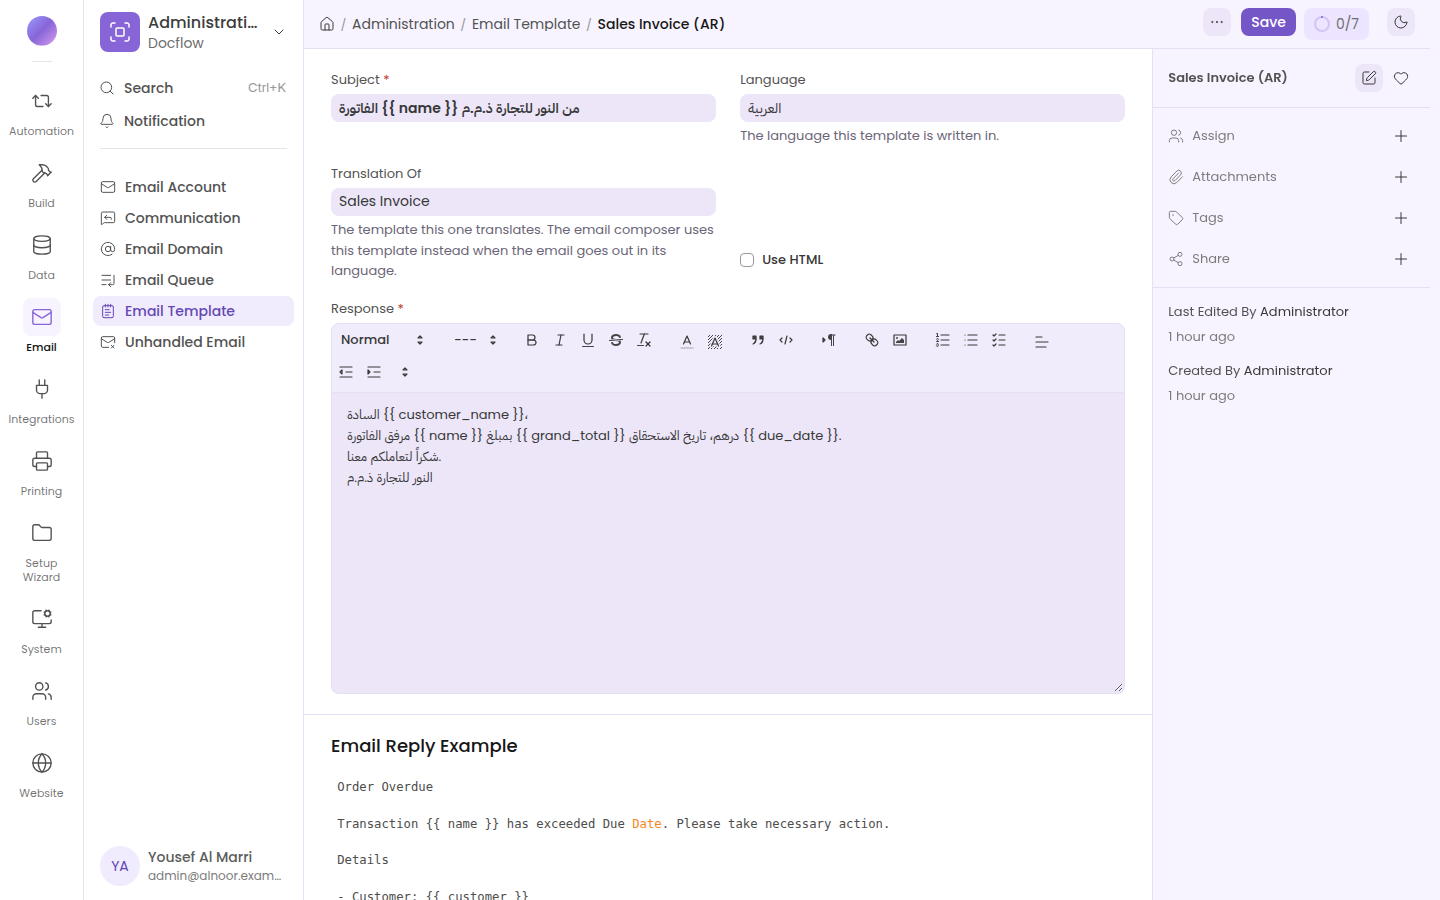 Automation
Build
Data
Email
Integrations
Printing
Setup
Wizard
System
Users
Website
Administrati...
Docflow
Search Ctrl+K
Notification
Email Account
Communication
Email Domain
Email Queue
Email Template
Unhandled Email
YA
Yousef Al Marri
admin@alnoor.exam...
/ Administration / Email Template / Sales Invoice (AR)
... Save 0/7
Subject *
الفاتورة {{ name }} من النور للتجارة ذ.م.م
Language
العربية
The language this template is written in.
Translation Of
Sales Invoice
The template this one translates. The email composer uses
this template instead when the email goes out in its
language.
Use HTML
Response *
Normal ---
السادة {{ customer_name }}،
مرفق الفاتورة {{ name }} بمبلغ {{ grand_total }} درهم، تاريخ الاستحقاق {{ due_date }}.
شكراً لتعاملكم معنا.
النور للتجارة ذ.م.م
Email Reply Example
Order Overdue
Transaction {{ name }} has exceeded Due Date. Please take necessary action.
Details
- Customer: {{ customer }}
Sales Invoice (AR)
Assign
Attachments
Tags
Share
Last Edited By Administrator
1 hour ago
Created By Administrator
1 hour ago